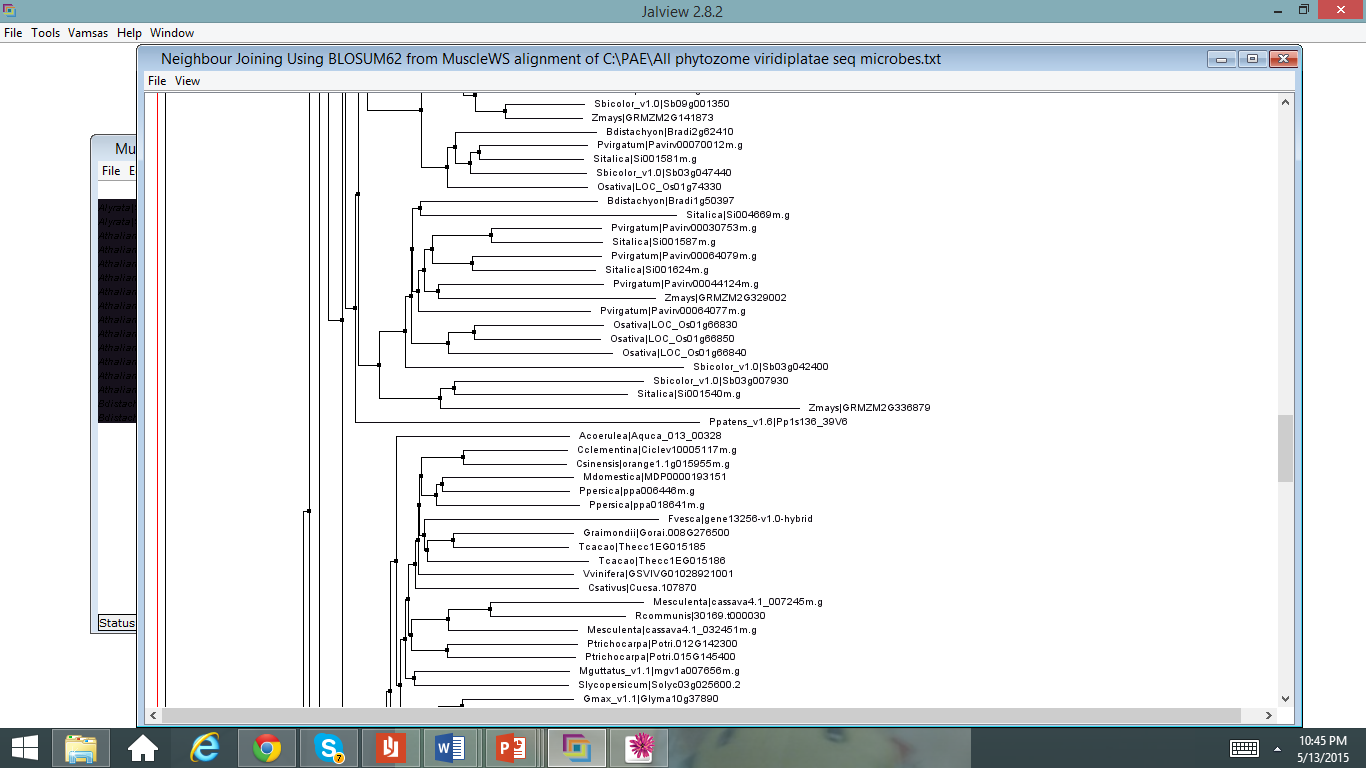 Jalview 2.8.2
File Tools Vamsas Help Window
Neighbour Joining Using BLOSUM62 from MuscleWS alignment of C:\PAE\All phytozome viridiplatae seq microbes.txt
File View
Mu
File E
Status
Sbicolor_v1.0|Sb09g001350
Zmays|GRMZM2G141873
Bdistachyon|Bradi2g62410
Pvirgatum|Pavirv00070012m.g
Sitalica|Si001581m.g
Sbicolor_v1.0|Sb03g047440
Osativa|LOC_Os01g74330
Bdistachyon|Bradi1g50397
Sitalica|Si004669m.g
Pvirgatum|Pavirv00030753m.g
Sitalica|Si001587m.g
Pvirgatum|Pavirv00064079m.g
Sitalica|Si001624m.g
Pvirgatum|Pavirv00044124m.g
Zmays|GRMZM2G329002
Pvirgatum|Pavirv00064077m.g
Osativa|LOC_Os01g66830
Osativa|LOC_Os01g66850
Osativa|LOC_Os01g66840
Sbicolor_v1.0|Sb03g042400
Sbicolor_v1.0|Sb03g007930
Sitalica|Si001540m.g
Zmays|GRMZM2G336879
Ppatens_v1.6|Pp1s136_39V6
Acoerulea|Aquca_013_00328
Cclementina|Ciclev10005117m.g
Csinensis|orange1.1g015955m.g
Mdomestica|MDP0000193151
Ppersica|ppa006446m.g
Ppersica|ppa018641m.g
Fvesca|gene13256-v1.0-hybrid
Graimondii|Gorai.008G276500
Tcacao|Thecc1EG015185
Tcacao|Thecc1EG015186
Vvinifera|GSVIVG01028921001
Csativus|Cucsa.107870
Mesculenta|cassava4.1_007245m.g
Rcommunis|30169.t000030
Mesculenta|cassava4.1_032451m.g
Ptrichocarpa|Potri.012G142300
Ptrichocarpa|Potri.015G145400
Mguttatus_v1.1|mgv1a007656m.g
Slycopersicum|Solyc03g025600.2
Gmax_v1.1|Glyma10g37890
7
10:45 PM
5/13/2015